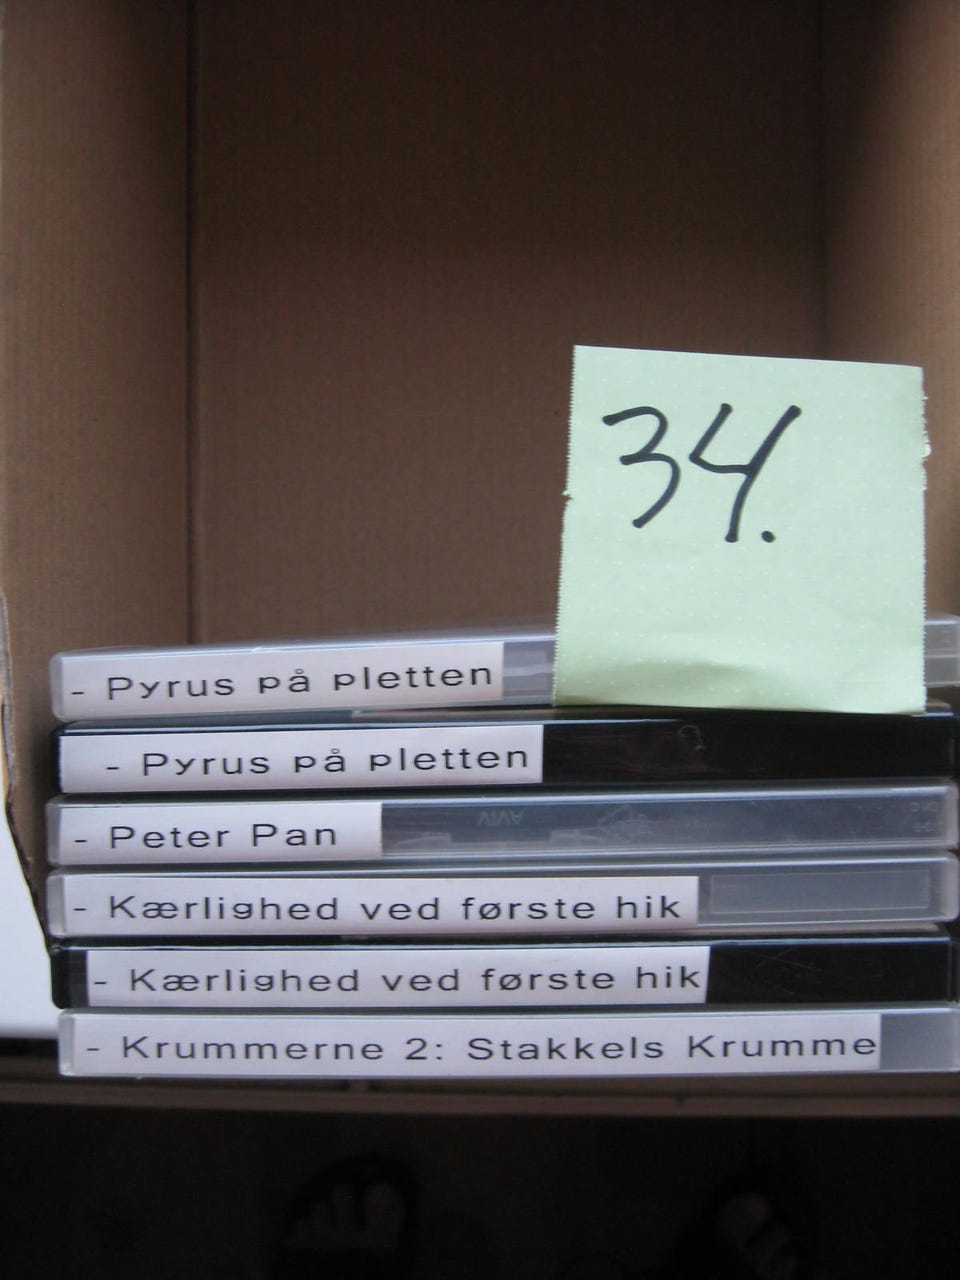 34.
- Pyrus på pletten
- Pyrus på pletten
- Peter Pan
VIVA
- Kærlighed ved første hik
- Kærlighed ved første hik
- Krummerne 2: Stakkels Krumme